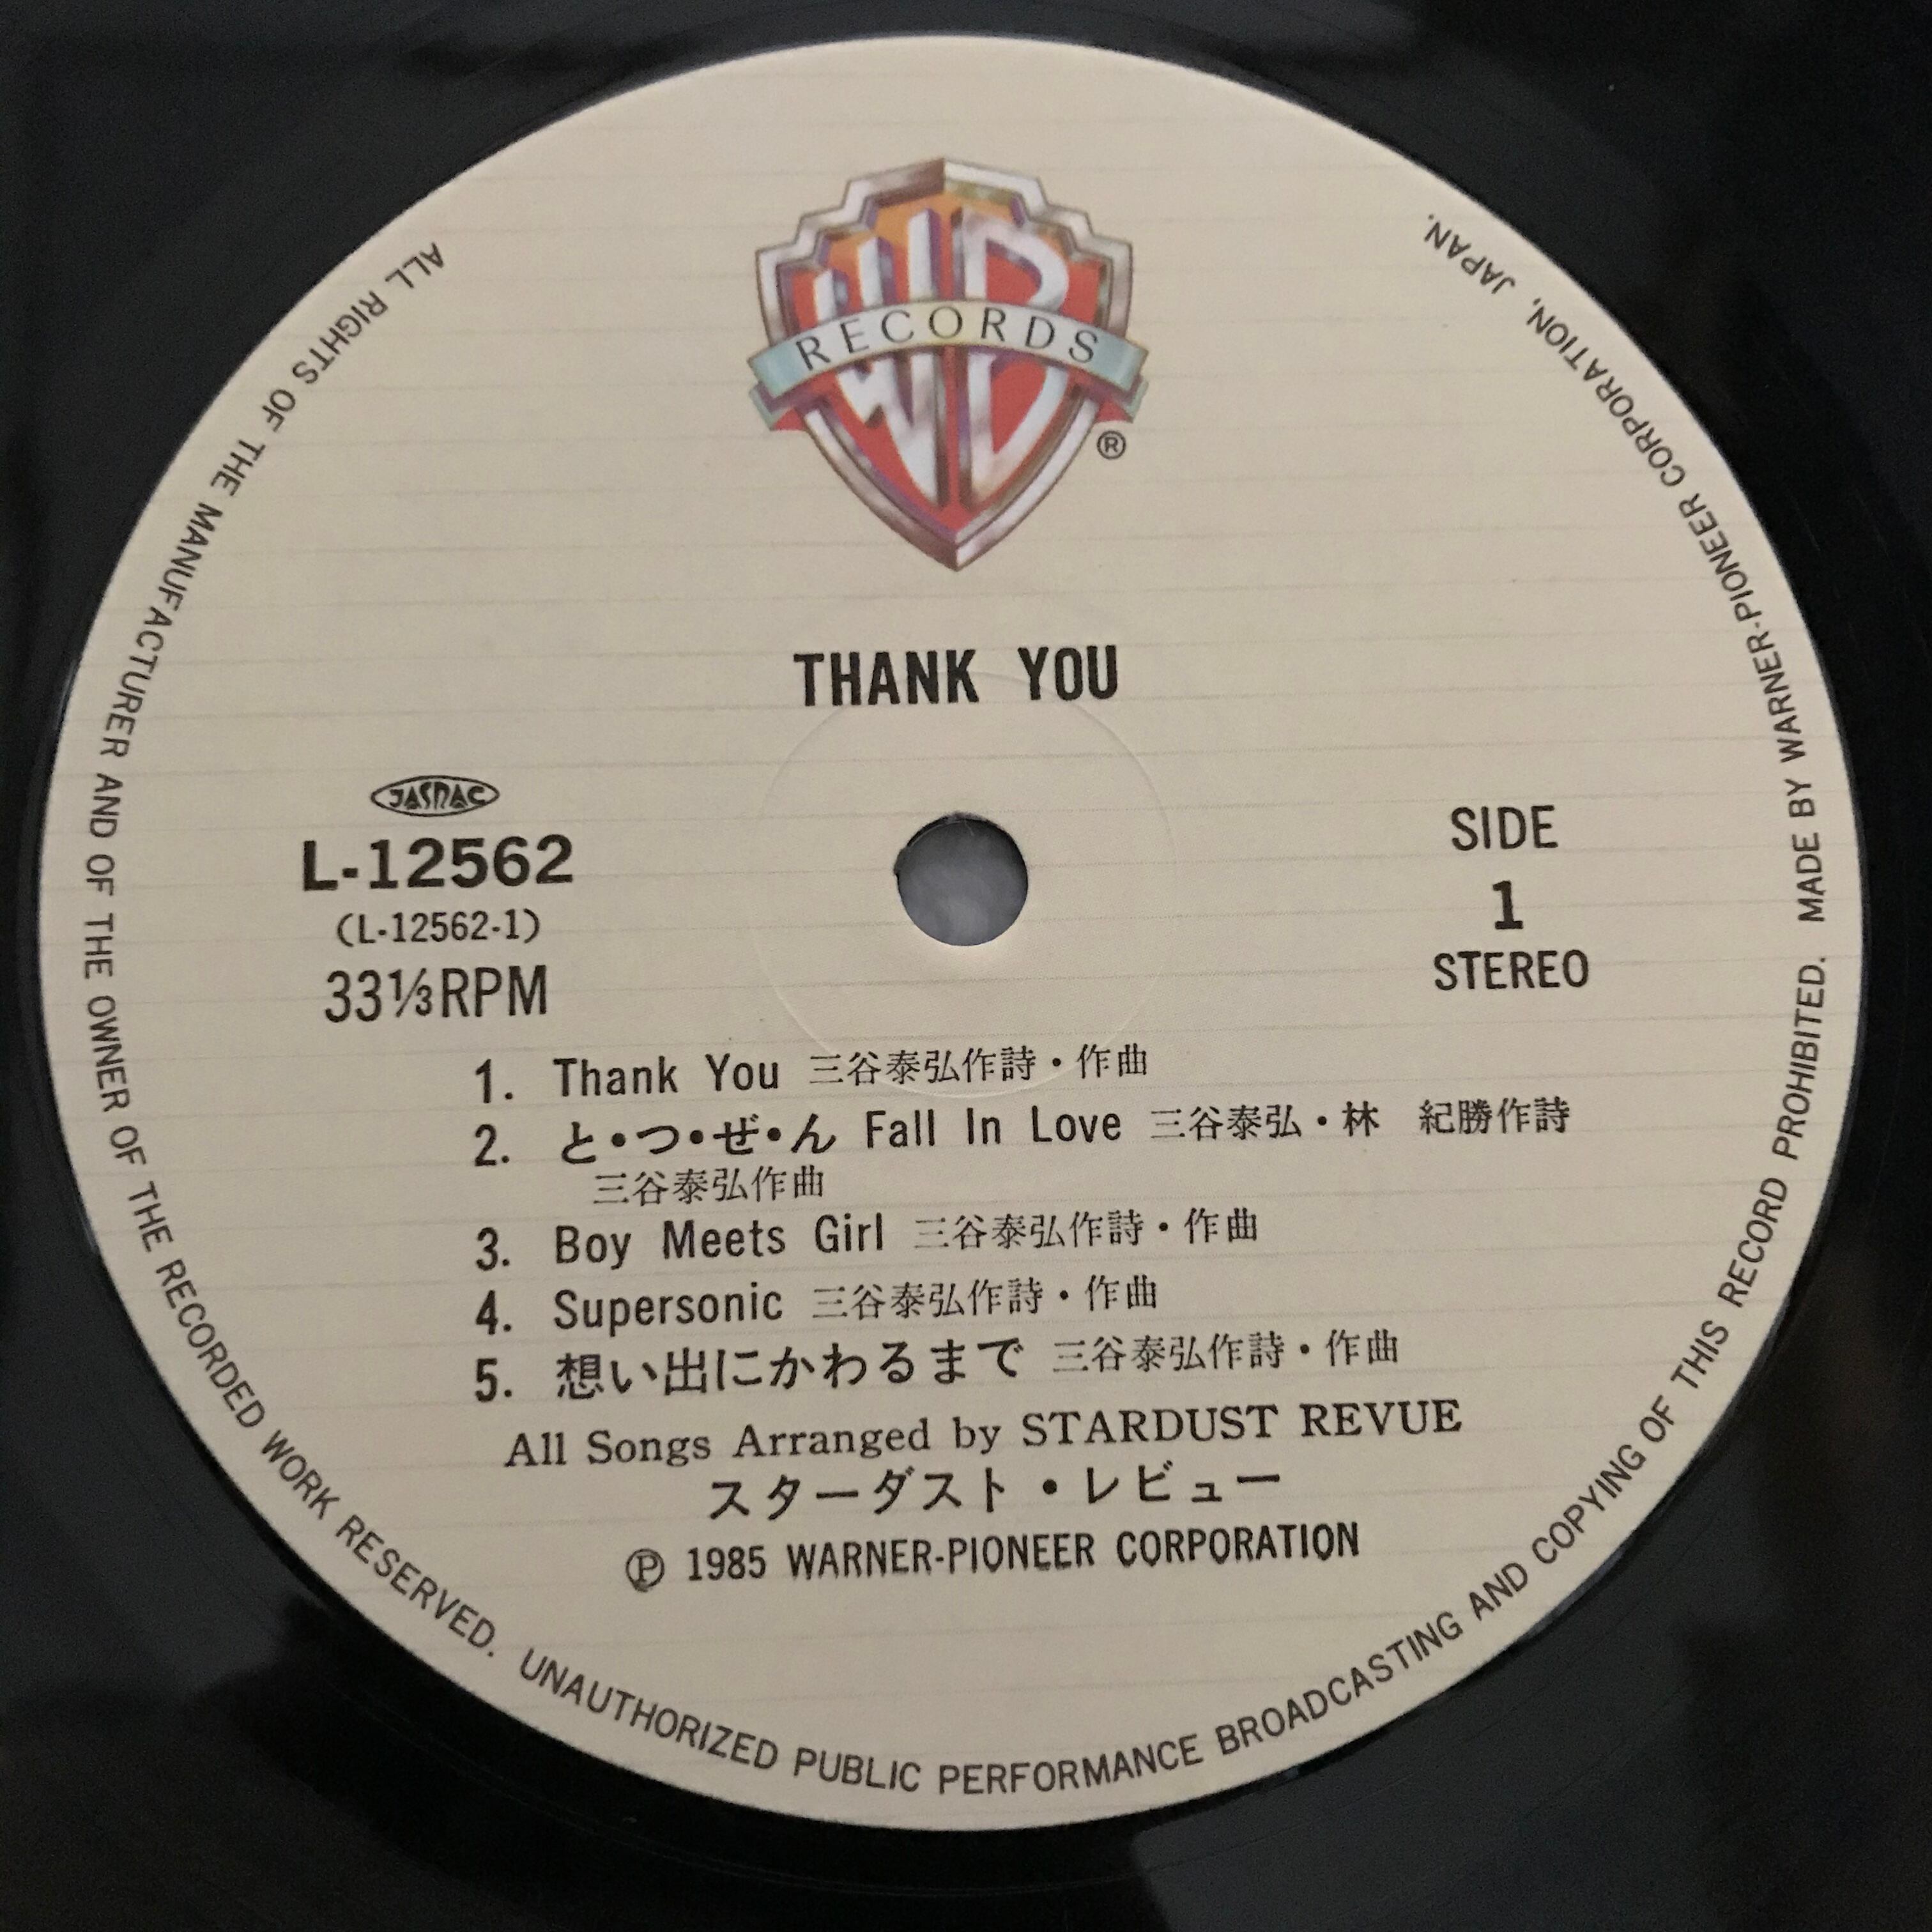 RECORDS
®
THANK YOU
JASRAC
L-12562
(L-12562-1)
33⅓RPM
SIDE
1
STEREO
1. Thank You 三谷泰弘作詩・作曲
2. と・つ・ぜ・ん Fall In Love 三谷泰弘・林　紀勝作詩
三谷泰弘作曲
3. Boy Meets Girl 三谷泰弘作詩・作曲
4. Supersonic 三谷泰弘作詩・作曲
5. 想い出にかわるまで 三谷泰弘作詩・作曲
All Songs Arranged by STARDUST REVUE
スターダスト・レビュー
Ⓟ 1985 WARNER-PIONEER CORPORATION
ALL RIGHTS OF THE MANUFACTURER AND OF THE OWNER OF THE RECORDED WORK RESERVED. UNAUTHORIZED PUBLIC PERFORMANCE BROADCASTING AND COPYING OF THIS RECORD PROHIBITED. MADE BY WARNER-PIONEER CORPORATION, JAPAN.